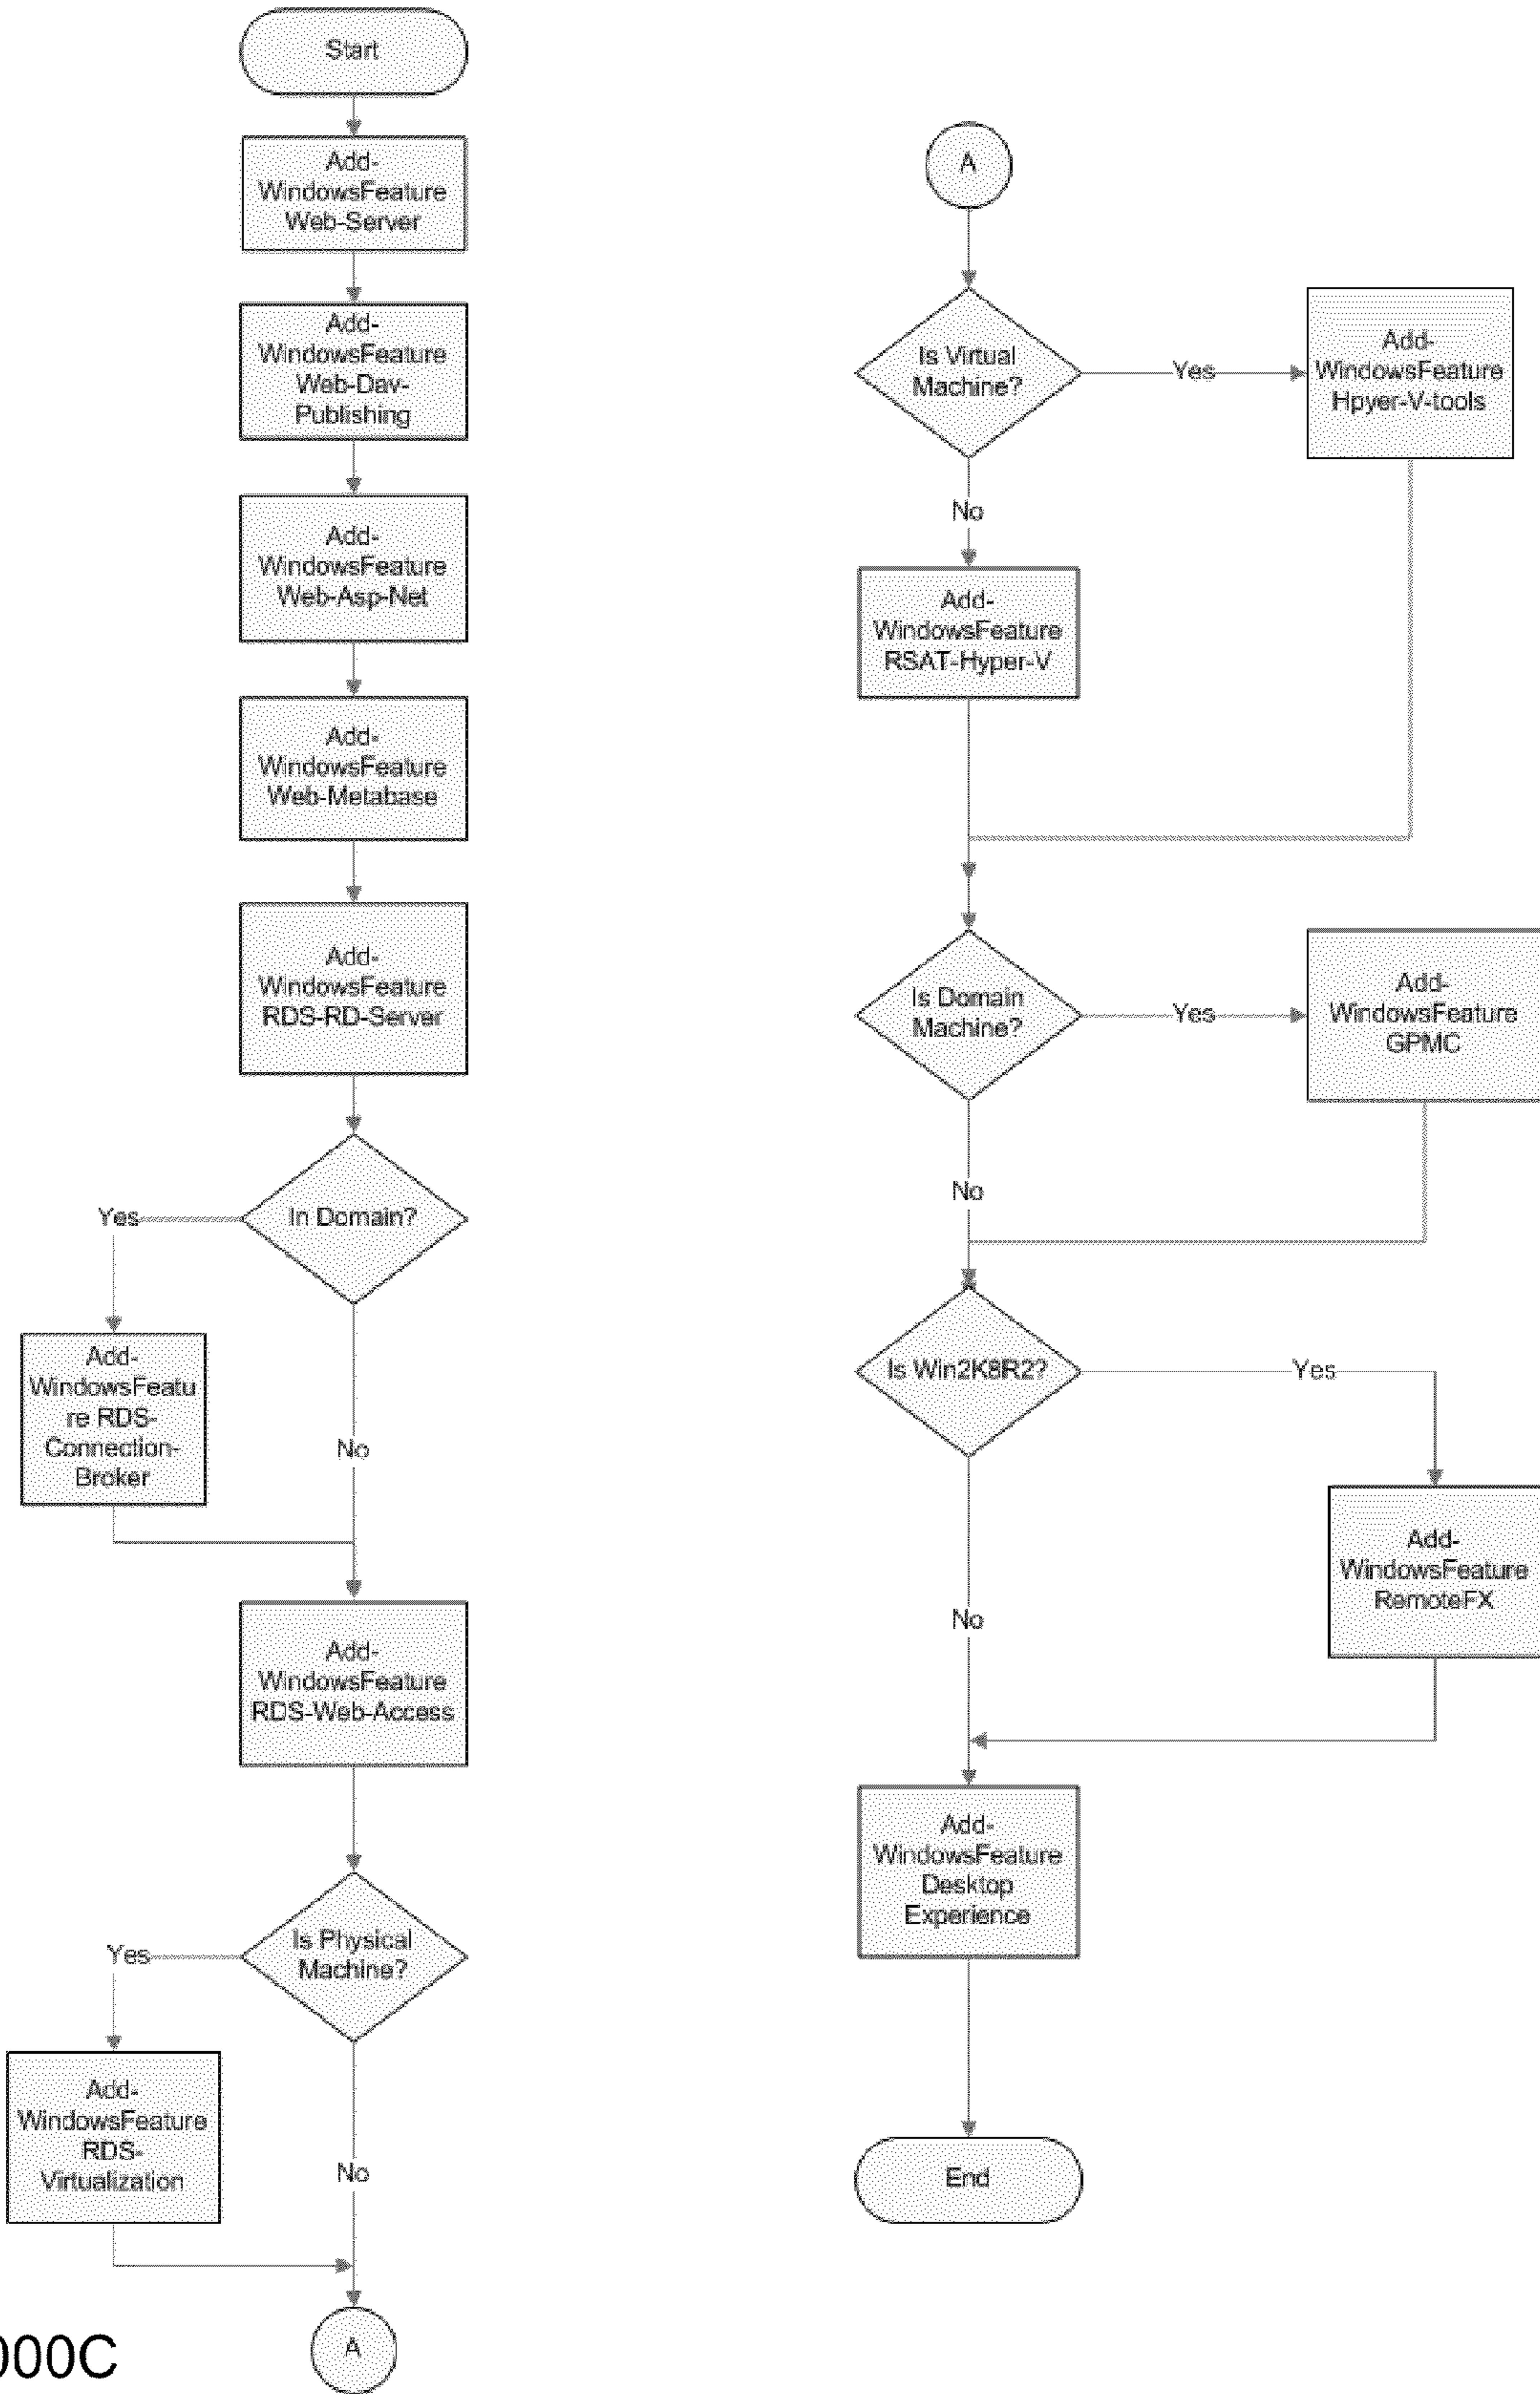 Start
Add-
WindowsFeature
Web-Server
Add-
WindowsFeature
Web-Dav-
Publishing
Add-
WindowsFeature
Web-Asp-Net
Add-
WindowsFeature
Web-Metabase
Add-
WindowsFeature
RDS-RD-Server
In Domain?
Yes
Add-
WindowsFeatu
re RDS-
Connection-
Broker
No
Add-
WindowsFeature
RDS-Web-Access
Is Physical
Machine?
Yes
Add-
WindowsFeature
RDS-
Virtualization
No
A
000C
A
Is Virtual
Machine?
Yes
Add-
WindowsFeature
Hpyer-V-tools
No
Add-
WindowsFeature
RSAT-Hyper-V
Is Domain
Machine?
Yes
Add-
WindowsFeature
GPMC
No
Is Win2K8R2?
Yes
Add-
WindowsFeature
RemoteFX
No
Add-
WindowsFeature
Desktop
Experience
End